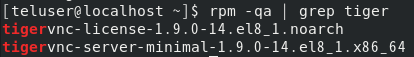 [teluser@localhost ~]$ rpm -qa | grep tiger
tigervnc-license-1.9.0-14.el8_1.noarch
tigervnc-server-minimal-1.9.0-14.el8_1.x86_64